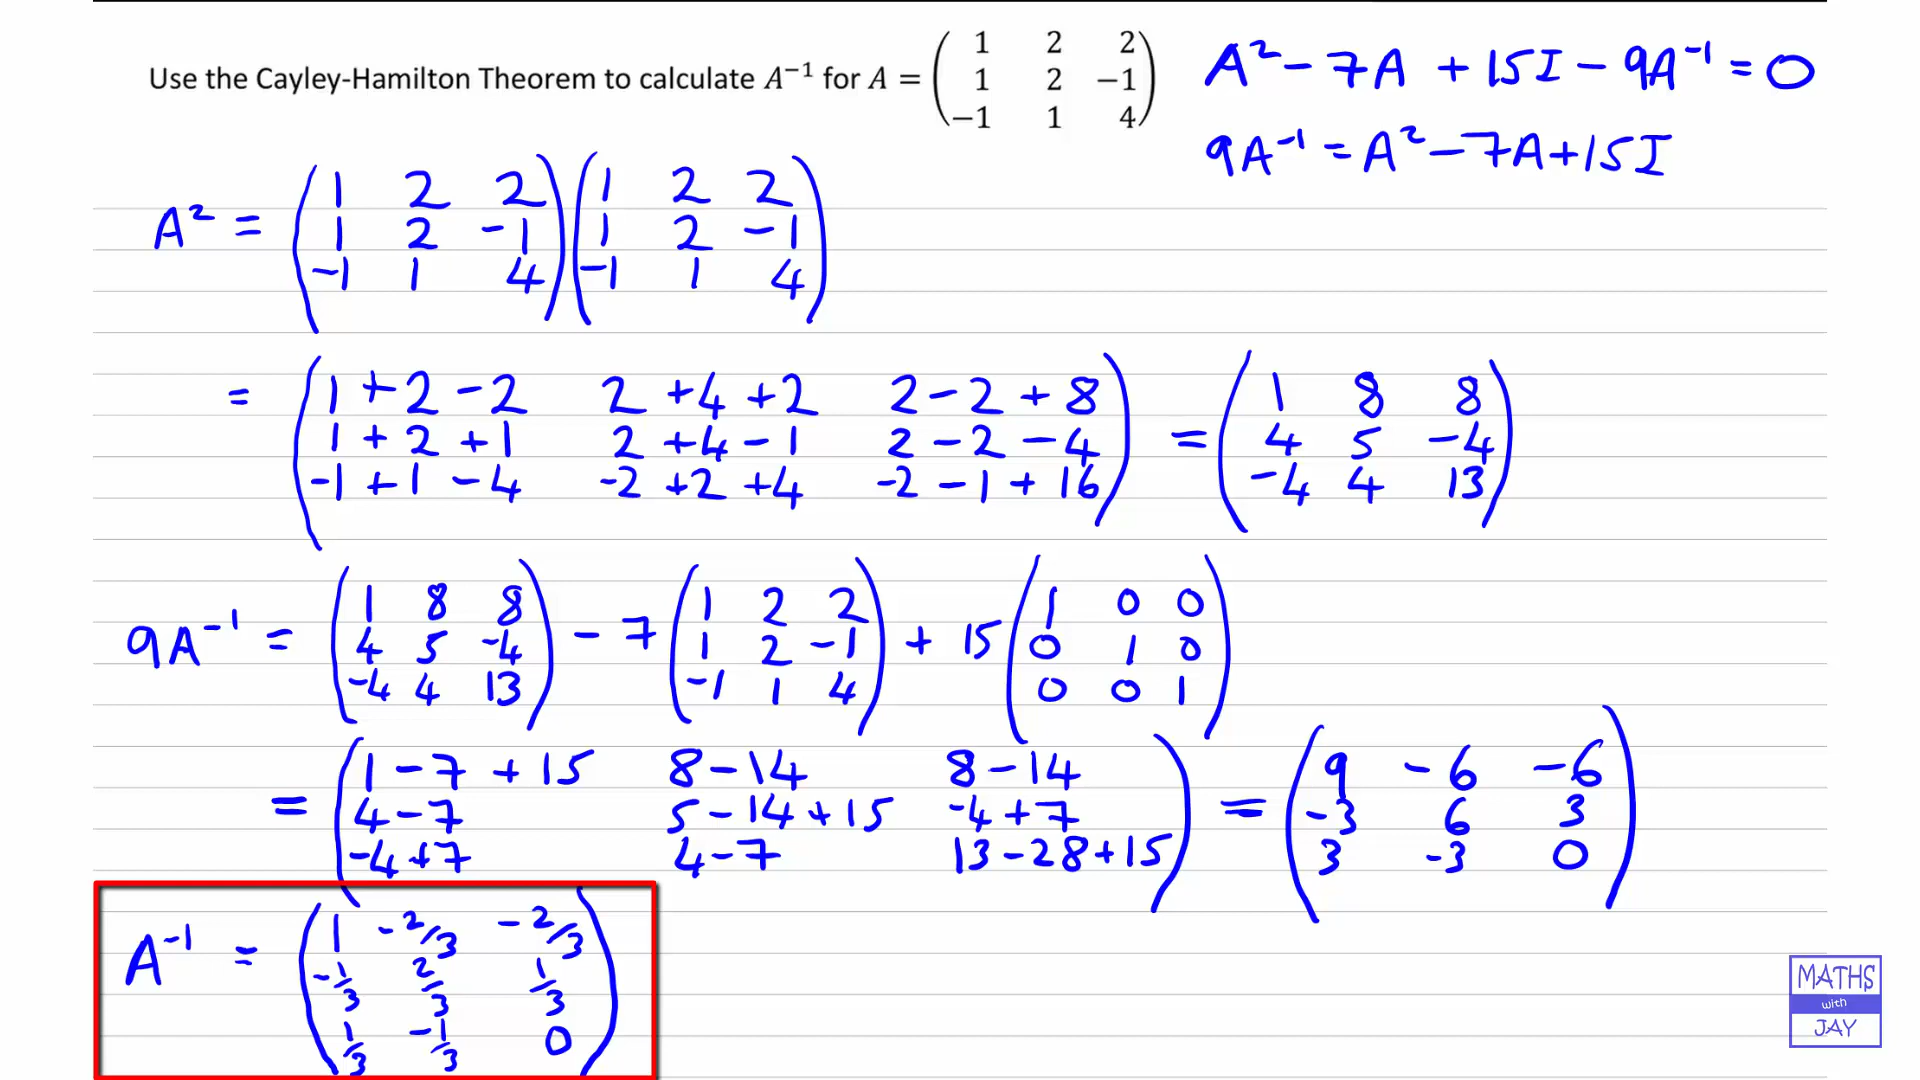 Use the Cayley-Hamilton Theorem to calculate A⁻¹ for A = (1 2 2; 1 2 −1; −1 1 4)
A² − 7A + 15I − 9A⁻¹ = 0
9A⁻¹ = A² − 7A + 15I
A² = (1 2 2; 1 2 −1; −1 1 4)(1 2 2; 1 2 −1; −1 1 4)
= (1+2−2 2+4+2 2−2+8; 1+2+1 2+4−1 2−2−4; −1+1−4 −2+2+4 −2−1+16) = (1 8 8; 4 5 −4; −4 4 13)
9A⁻¹ = (1 8 8; 4 5 −4; −4 4 13) − 7(1 2 2; 1 2 −1; −1 1 4) + 15(1 0 0; 0 1 0; 0 0 1)
= (1−7+15 8−14 8−14; 4−7 5−14+15 −4+7; −4+7 4−7 13−28+15) = (9 −6 −6; −3 6 3; 3 −3 0)
A⁻¹ = (1 −2/3 −2/3; −1/3 2/3 1/3; 1/3 −1/3 0)
MATHS
with
JAY